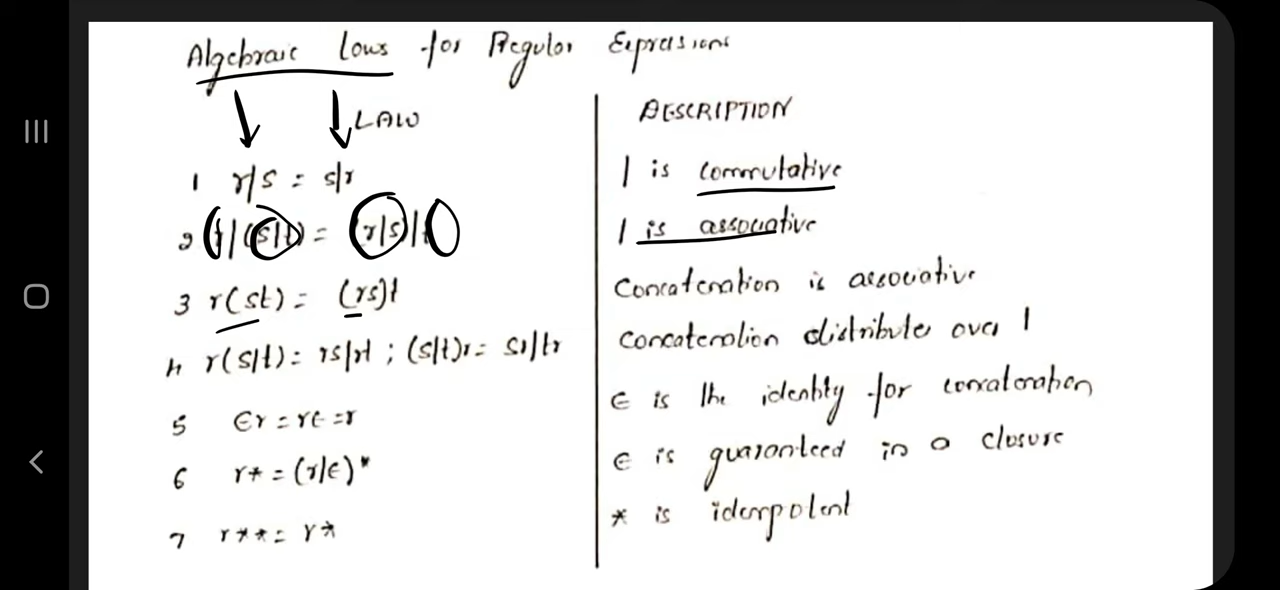 Algebraic Laws for Regular Expressions
LAW
DESCRIPTION
1 r|s = s|r
| is commutative
2 r|(s|t) = (r|s)|t
| is associative
3 r(st) = (rs)t
Concatenation is associative
4 r(s|t) = rs|rt ; (s|t)r = sr|tr
Concatenation distribute over |
5 Er = rE = r
E is the identity for concatenation
6 r* = (r|E)*
E is guaranteed in a closure
7 r** = r*
* is idempotent